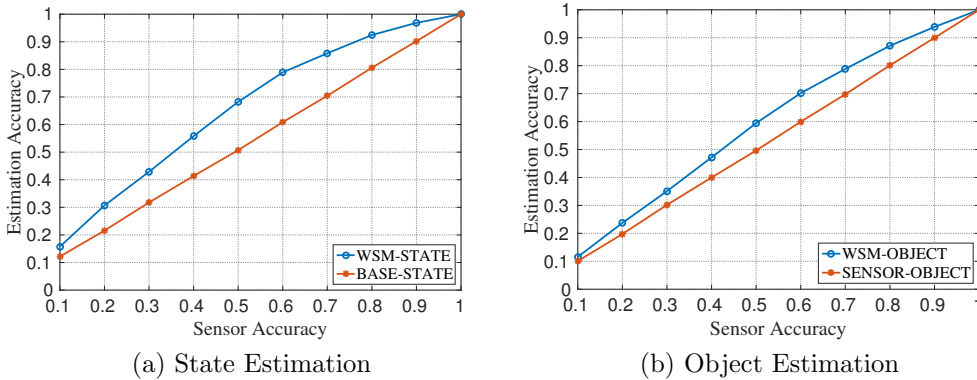 1
0.9
0.8
0.7
0.6
0.5
0.4
0.3
0.2
0.1
0
Estimation Accuracy
WSM-STATE
BASE-STATE
0.1 0.2 0.3 0.4 0.5 0.6 0.7 0.8 0.9 1
Sensor Accuracy
(a) State Estimation
1
0.9
0.8
0.7
0.6
0.5
0.4
0.3
0.2
0.1
0
Estimation Accuracy
WSM-OBJECT
SENSOR-OBJECT
0.1 0.2 0.3 0.4 0.5 0.6 0.7 0.8 0.9 1
Sensor Accuracy
(b) Object Estimation